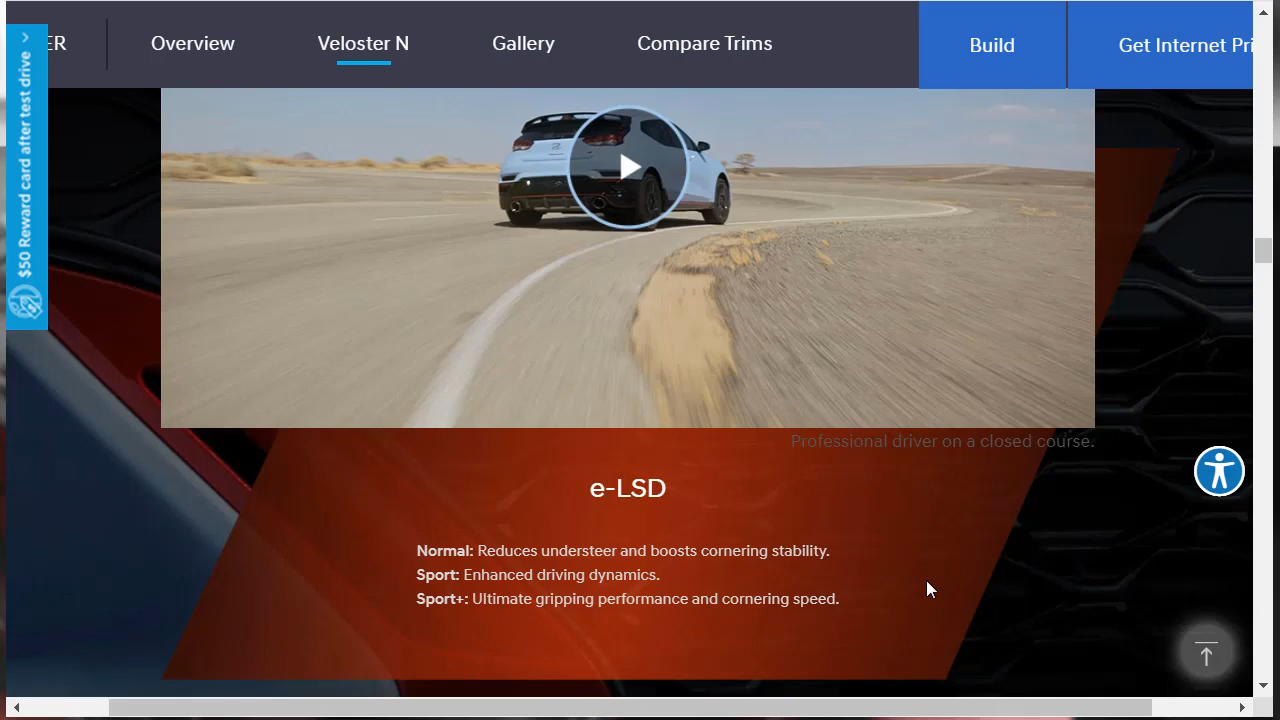 ER
Overview
Veloster N
Gallery
Compare Trims
Build
Get Internet Pri
$50 Reward card after test drive
Professional driver on a closed course.
e-LSD
Normal: Reduces understeer and boosts cornering stability.
Sport: Enhanced driving dynamics.
Sport+: Ultimate gripping performance and cornering speed.